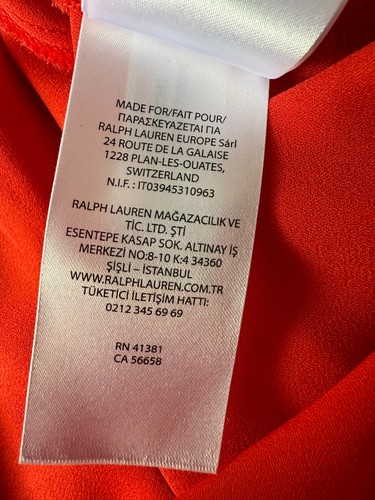 MADE FOR/FAIT POUR/
ΠΑΡΑΣΚΕΥΑΖΕΤΑΙ ΓΙΑ
RALPH LAUREN EUROPE Sárl
24 ROUTE DE LA GALAISE
1228 PLAN-LES-OUATES,
SWITZERLAND
N.I.F. : IT03945310963
RALPH LAUREN MAĞAZACILIK VE
TİC. LTD. ŞTİ
ESENTEPE KASAP SOK. ALTINAY İŞ
MERKEZİ NO:8-10 K:4 34360
ŞİŞLİ – İSTANBUL
WWW.RALPHLAUREN.COM.TR
TÜKETİCİ İLETİŞİM HATTI:
0212 345 69 69
RN 41381
CA 56658